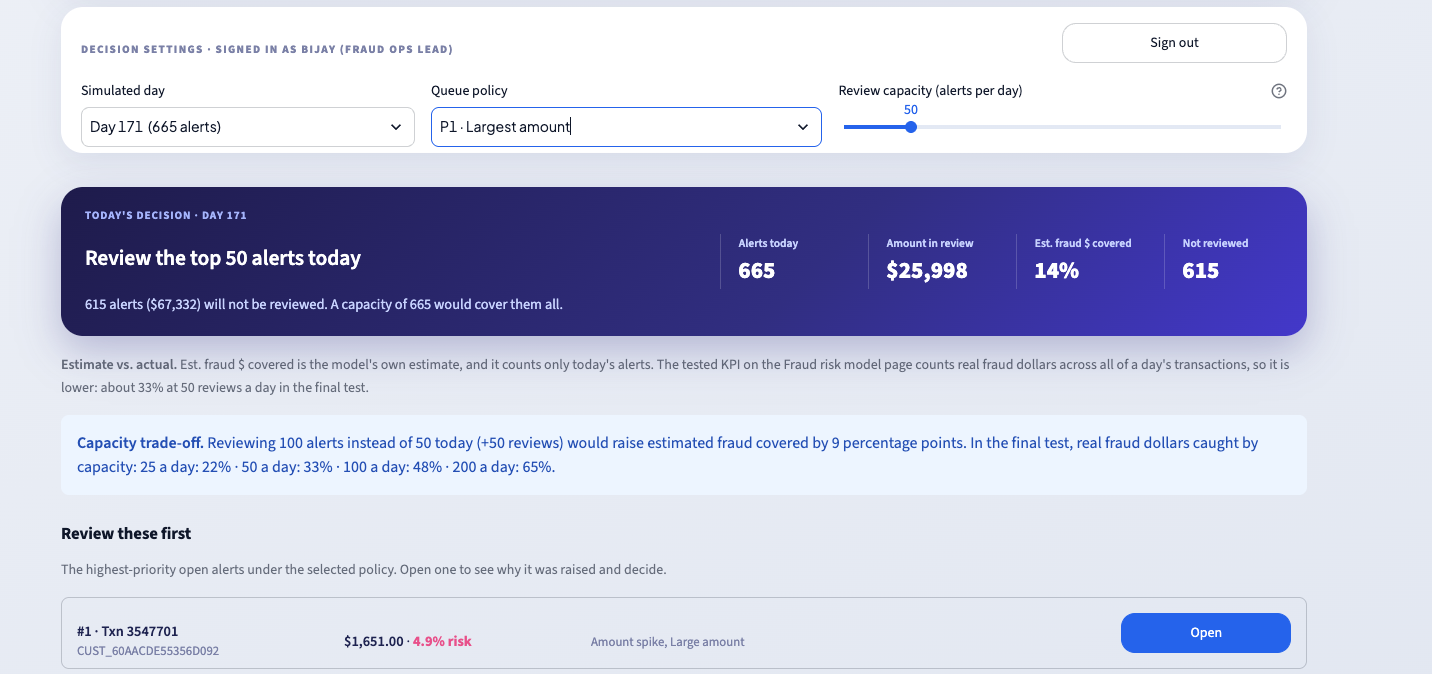 DECISION SETTINGS · SIGNED IN AS BIJAY (FRAUD OPS LEAD)
Sign out
Simulated day
Queue policy
Review capacity (alerts per day)
?
50
Day 171 (665 alerts)
P1 · Largest amount
TODAY'S DECISION · DAY 171
Review the top 50 alerts today
615 alerts ($67,332) will not be reviewed. A capacity of 665 would cover them all.
Alerts today
665
Amount in review
$25,998
Est. fraud $ covered
14%
Not reviewed
615
Estimate vs. actual. Est. fraud $ covered is the model's own estimate, and it counts only today's alerts. The tested KPI on the Fraud risk model page counts real fraud dollars across all of a day's transactions, so it is
lower: about 33% at 50 reviews a day in the final test.
Capacity trade-off. Reviewing 100 alerts instead of 50 today (+50 reviews) would raise estimated fraud covered by 9 percentage points. In the final test, real fraud dollars caught by
capacity: 25 a day: 22% · 50 a day: 33% · 100 a day: 48% · 200 a day: 65%.
Review these first
The highest-priority open alerts under the selected policy. Open one to see why it was raised and decide.
#1 · Txn 3547701
CUST_60AACDE55356D092
$1,651.00 · 4.9% risk
Amount spike, Large amount
Open